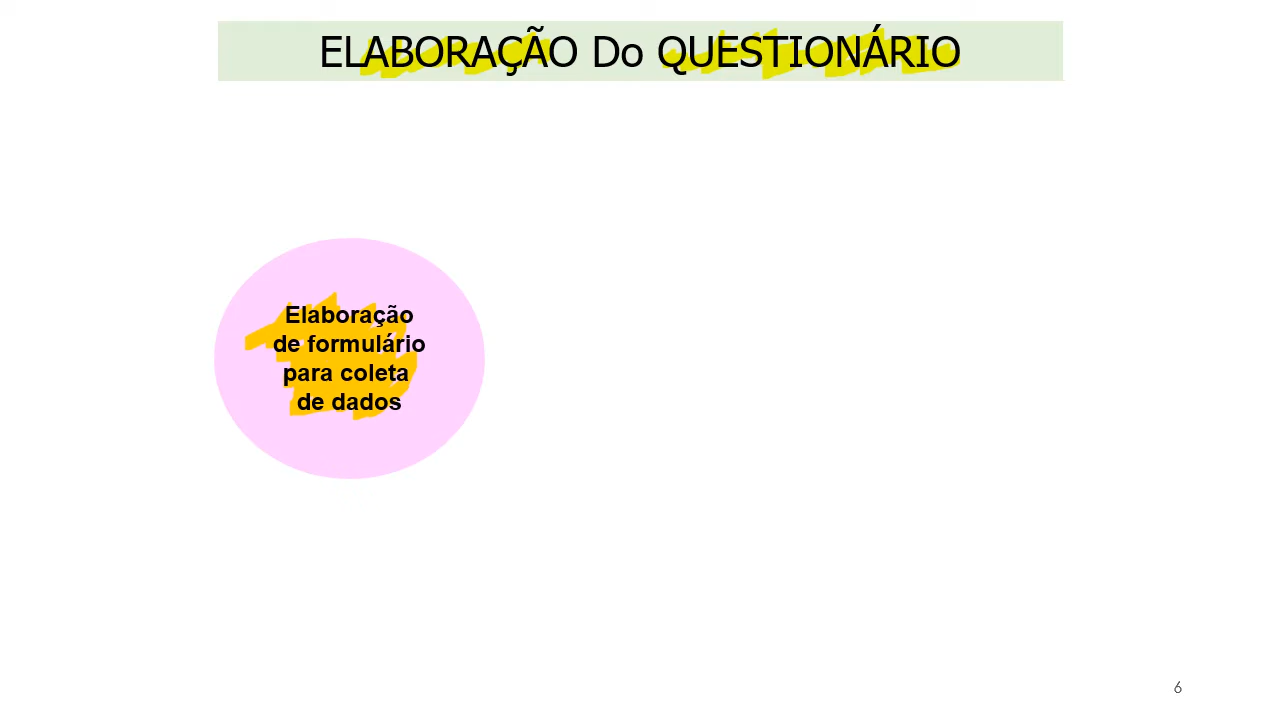 ELABORAÇÃO Do QUESTIONÁRIO
Elaboração
de formulário
para coleta
de dados
6